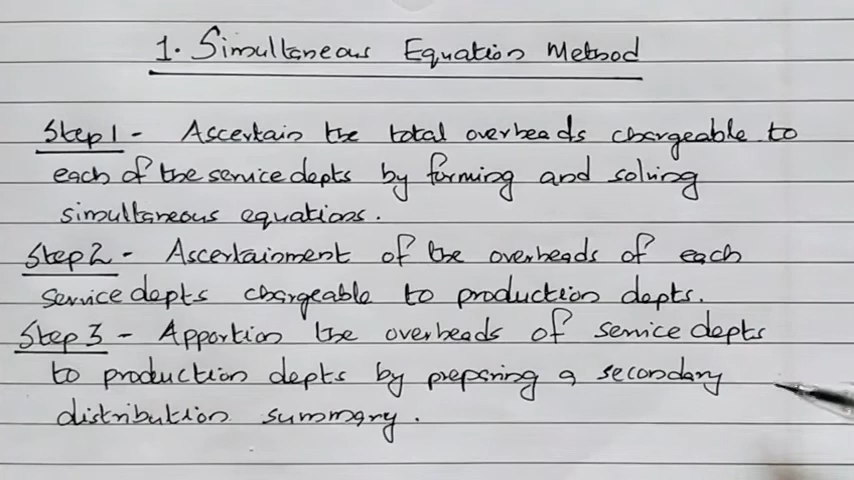 1. Simultaneous Equation Method
Step 1 - Ascertain the total overheads chargeable to
each of the service depts by forming and solving
simultaneous equations.
Step 2 - Ascertainment of the overheads of each
service depts chargeable to production depts.
Step 3 - Apportion the overheads of service depts
to production depts by preparing a secondary
distribution summary.